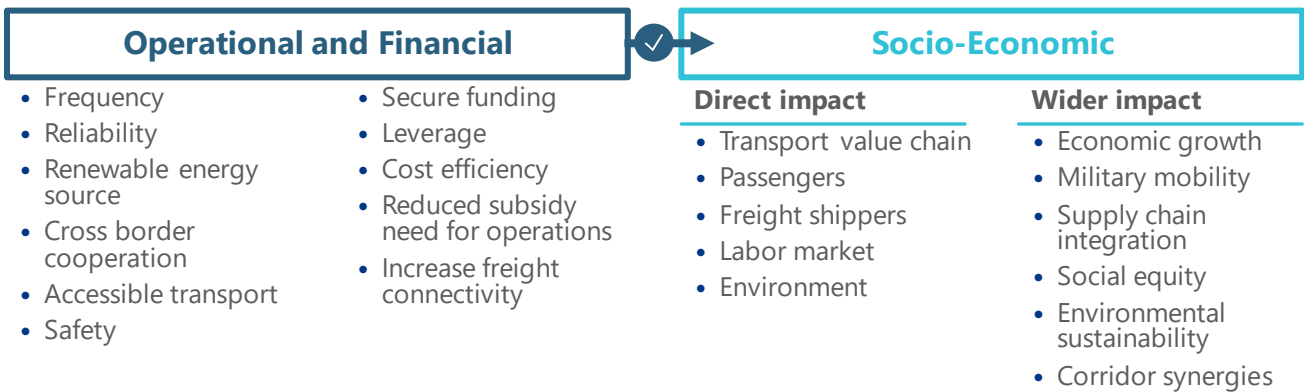 Operational and Financial
• Frequency
• Reliability
• Renewable energy
source
• Cross border
cooperation
• Accessible transport
• Safety
• Secure funding
• Leverage
• Cost efficiency
• Reduced subsidy
need for operations
• Increase freight
connectivity
Socio-Economic
Direct impact
• Transport value chain
• Passengers
• Freight shippers
• Labor market
• Environment
Wider impact
• Economic growth
• Military mobility
• Supply chain
integration
• Social equity
• Environmental
sustainability
• Corridor synergies